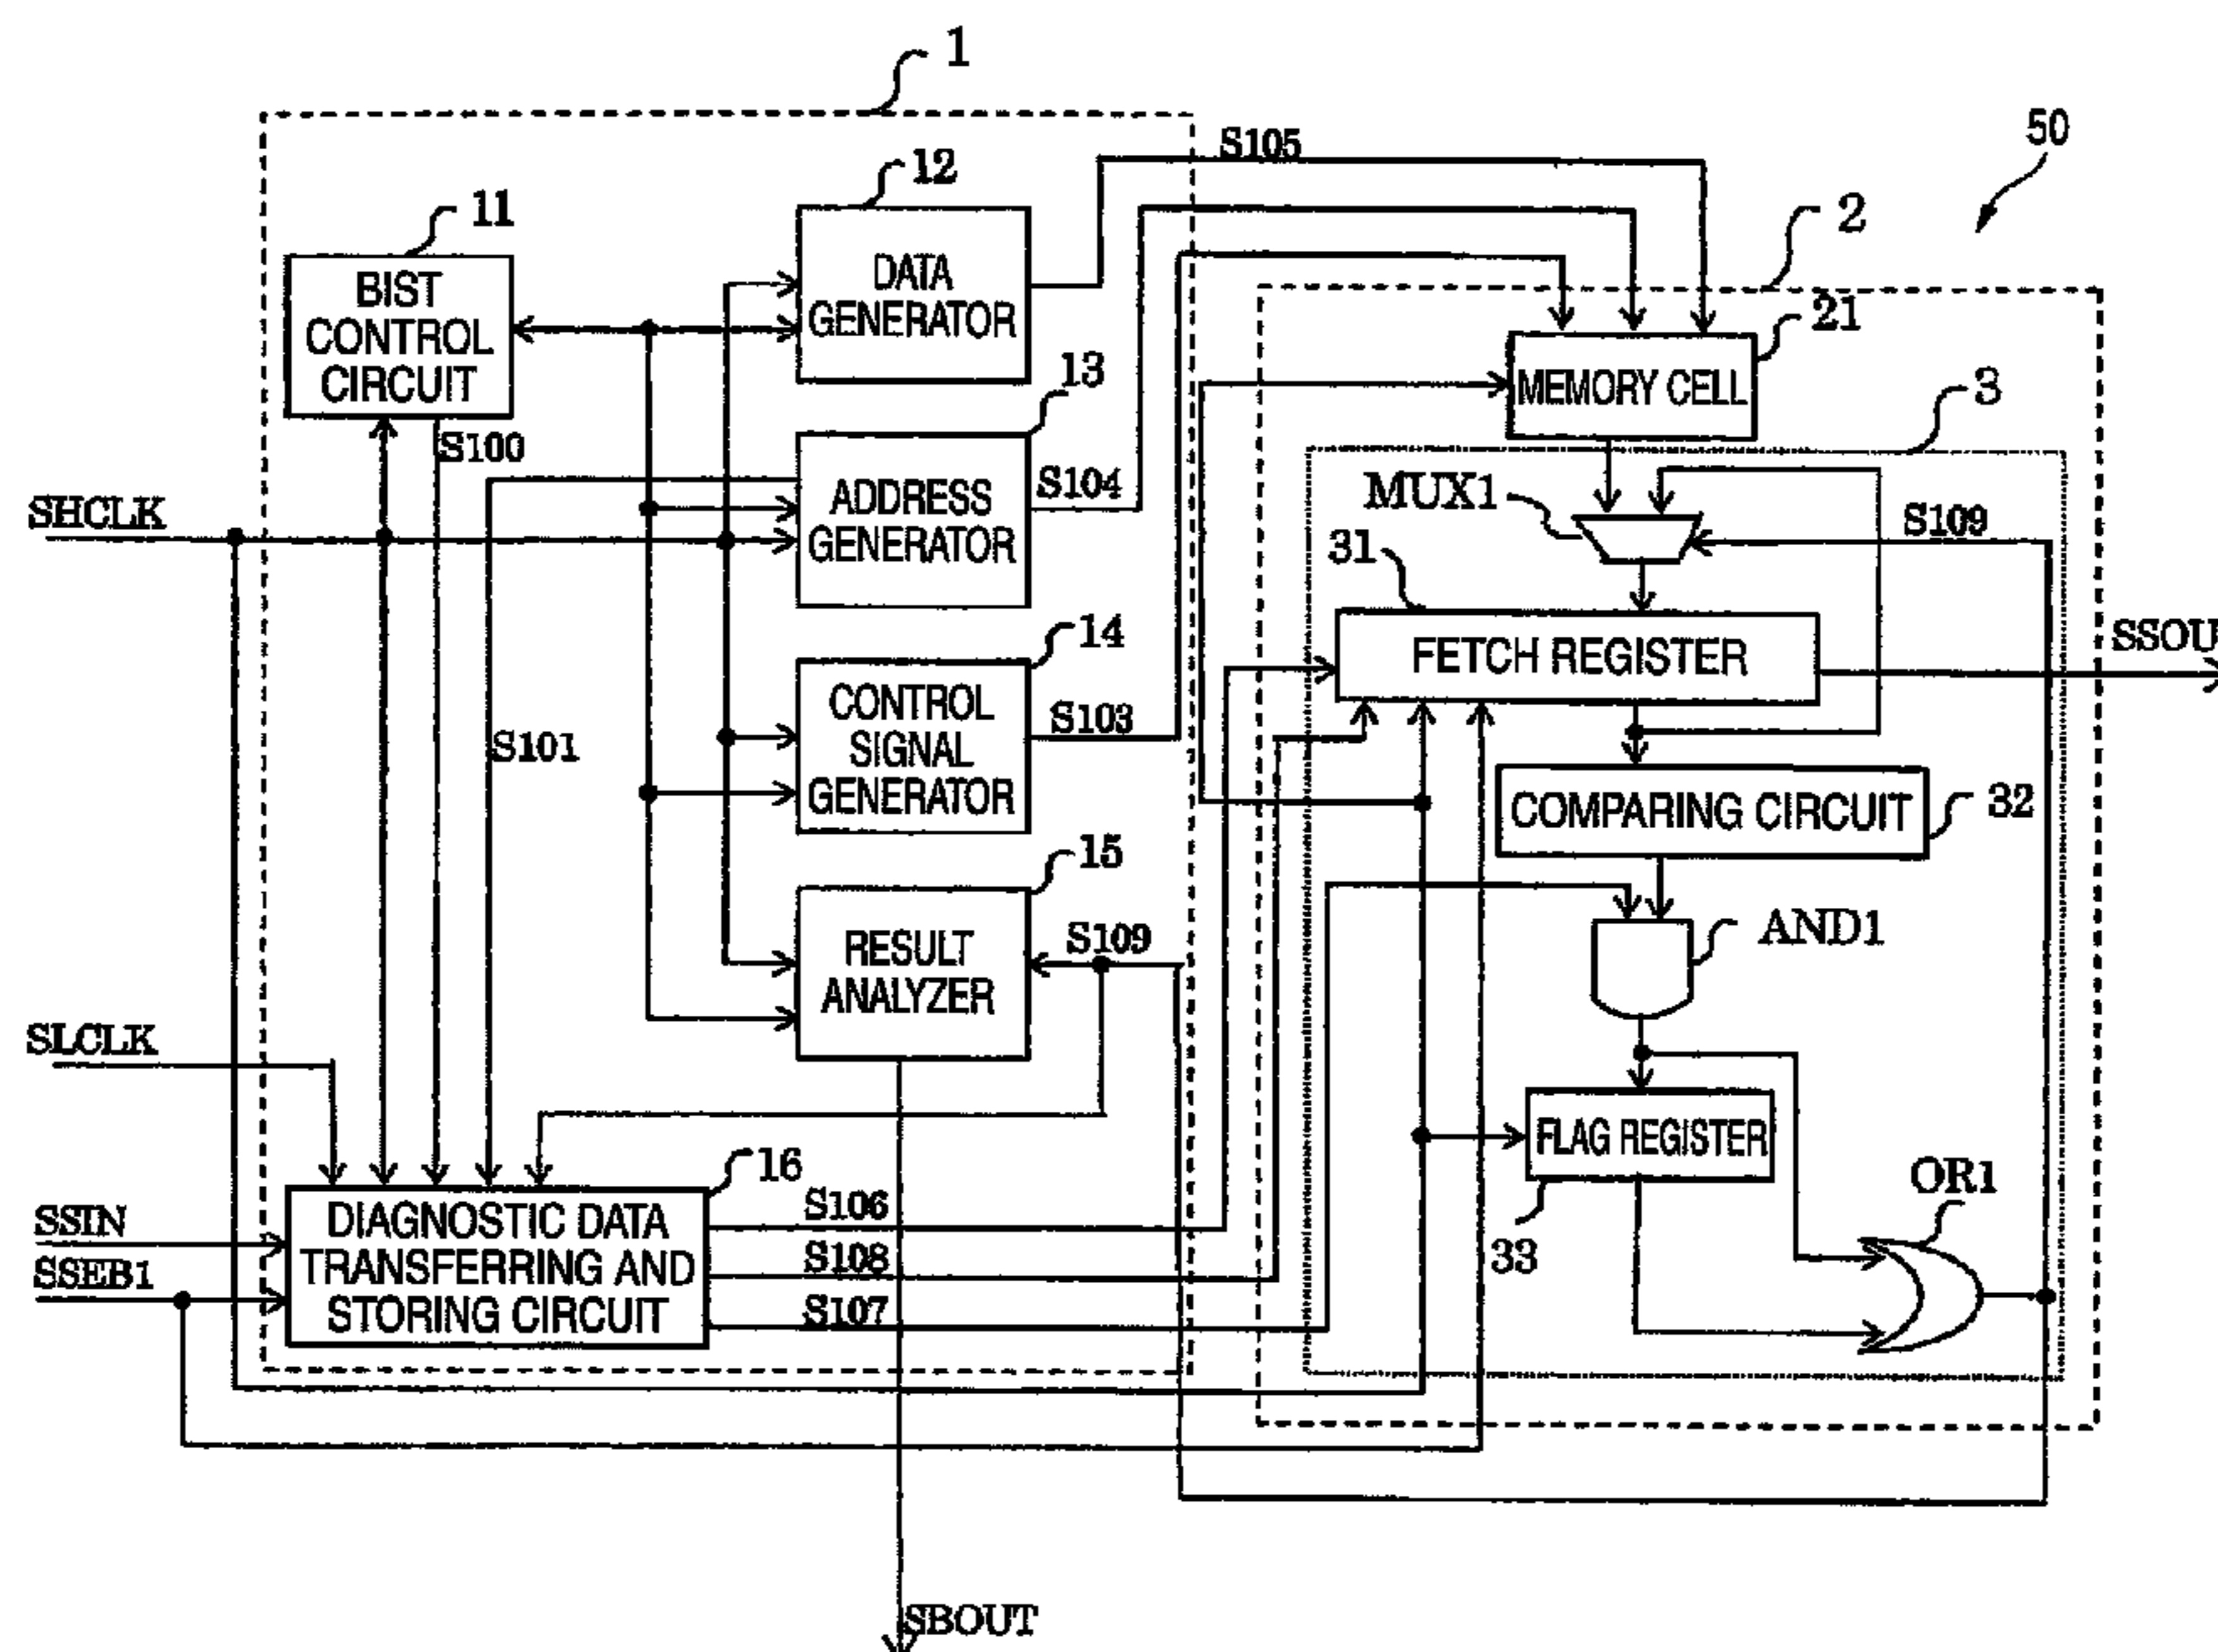 1
S105
50
12
2
11
DATA
GENERATOR
BIST
CONTROL
CIRCUIT
21
MEMORY CELL
13
3
S100
ADDRESS
GENERATOR
S104
MUX1
SHCLK
S109
31
14
FETCH REGISTER
SSOU
CONTROL
SIGNAL
GENERATOR
S103
S101
COMPARING CIRCUIT
32
15
RESULT
ANALYZER
S109
AND1
SLCLK
FLAG REGISTER
16
OR1
SSIN
DIAGNOSTIC DATA
TRANSFERRING AND
STORING CIRCUIT
S106
33
SSEB1
S108
S107
SBOUT